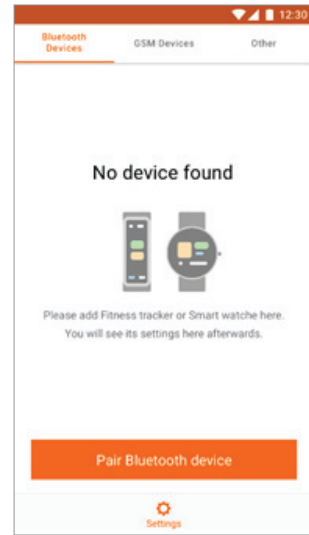 12:30
Bluetooth
Devices
GSM Devices
Other
No device found
Please add Fitness tracker or Smart watche here.
You will see its settings here afterwards.
Pair Bluetooth device
Settings